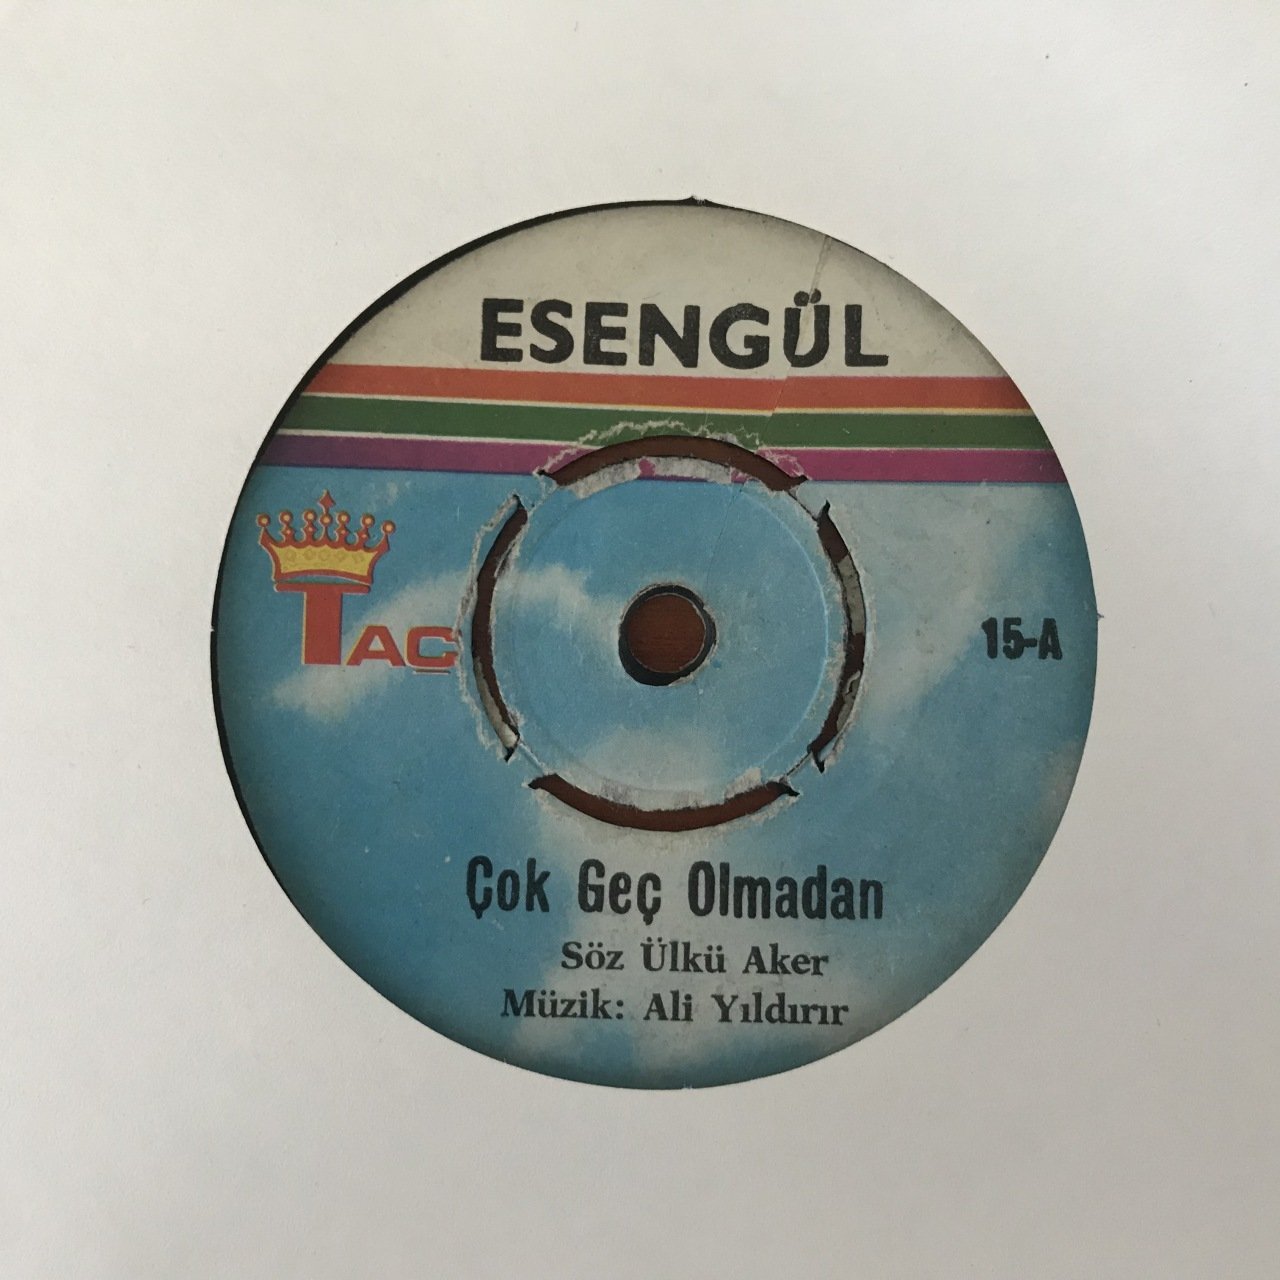 ESENGÜL
TAÇ
15-A
Çok Geç Olmadan
Söz Ülkü Aker
Müzik: Ali Yıldırır